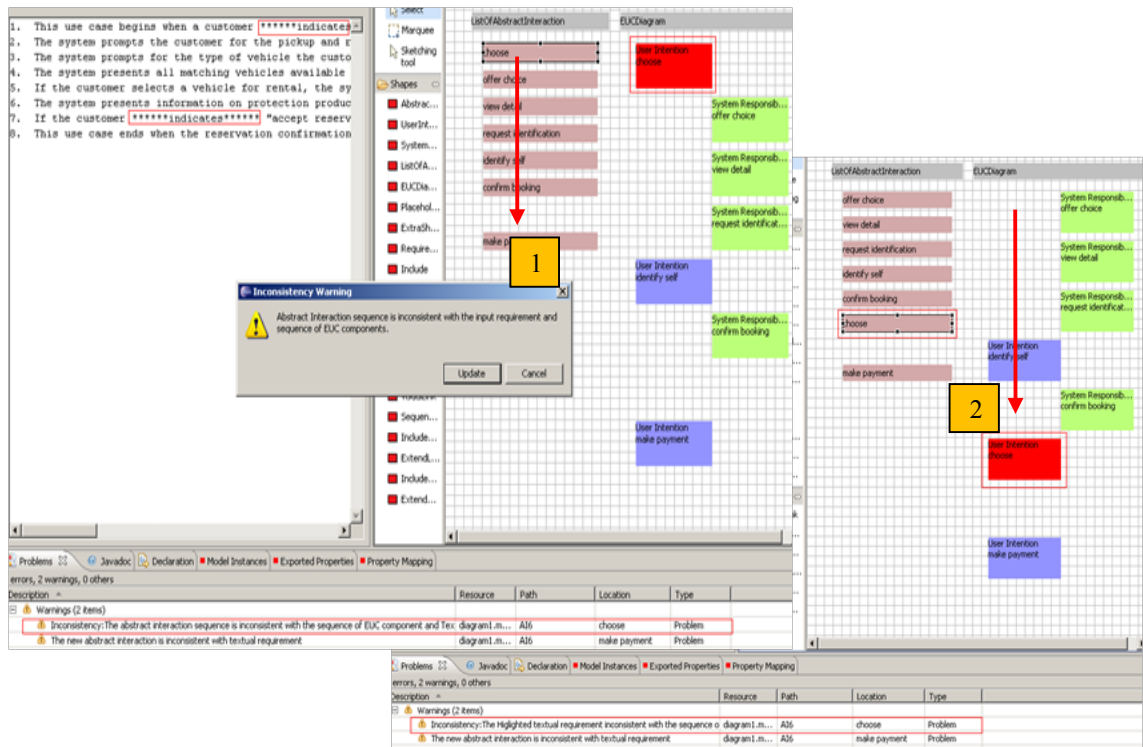 1. This use case begins when a customer ******indicates
2. The system prompts the customer for the pickup and r
3. The system prompts for the type of vehicle the custo
4. The system presents all matching vehicles available
5. If the customer selects a vehicle for rental, the sy
6. The system presents information on protection produc
7. If the customer ******indicates****** "accept reserv
8. This use case ends when the reservation confirmation
Select
Marquee
Sketching
tool
Shapes
Abstrac...
UserInt...
System...
ListOfA...
EUCDia...
Placehol...
ExtraSh...
Require...
Include
Sequen...
Include...
ExtendL...
Include...
Extend...
ListOfAbstractInteraction
EUCDiagram
choose
offer choice
view detail
request identification
identify self
confirm booking
make p
User Intention
choose
System Responsib...
offer choice
System Responsib...
view detail
System Responsib...
request identificat...
User Intention
identify self
System Responsib...
confirm booking
User Intention
make payment
1
Inconsistency Warning
Abstract Interaction sequence is inconsistent with the input requirement and
sequence of EUC components.
Update
Cancel
ListOfAbstractInteraction
EUCDiagram
offer choice
view detail
request identification
identify self
confirm booking
choose
make payment
System Responsib...
offer choice
System Responsib...
view detail
System Responsib...
request identificat...
User Intention
identify self
System Responsib...
confirm booking
2
User Intention
choose
User Intention
make payment
Problems Javadoc Declaration Model Instances Exported Properties Property Mapping
errors, 2 warnings, 0 others
Description Resource Path Location Type
Warnings (2 items)
Inconsistency:The abstract interaction sequence is inconsistent with the sequence of EUC component and Tex diagram1.m... AI6 choose Problem
The new abstract interaction is inconsistent with textual requirement diagram1.m... AI6 make payment Problem
Problems Javadoc Declaration Model Instances Exported Properties Property Mapping
errors, 2 warnings, 0 others
Description Resource Path Location Type
Warnings (2 items)
Inconsistency:The Higlighted textual requirement inconsistent with the sequence o diagram1.m... AI6 choose Problem
The new abstract interaction is inconsistent with textual requirement diagram1.m... AI6 make payment Problem